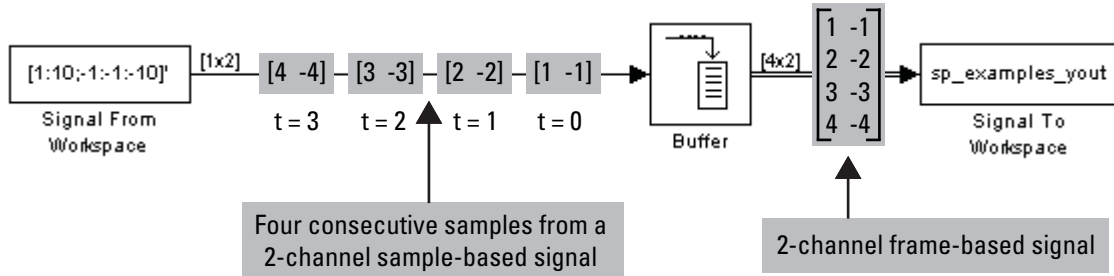 [1:10;-1:-1:-10]'
Signal From
Workspace
[1x2]
[4 -4]
[3 -3]
[2 -2]
[1 -1]
t = 3
t = 2
t = 1
t = 0
Buffer
[4x2]
1 -1
2 -2
3 -3
4 -4
sp_examples_yout
Signal To
Workspace
Four consecutive samples from a
2-channel sample-based signal
2-channel frame-based signal